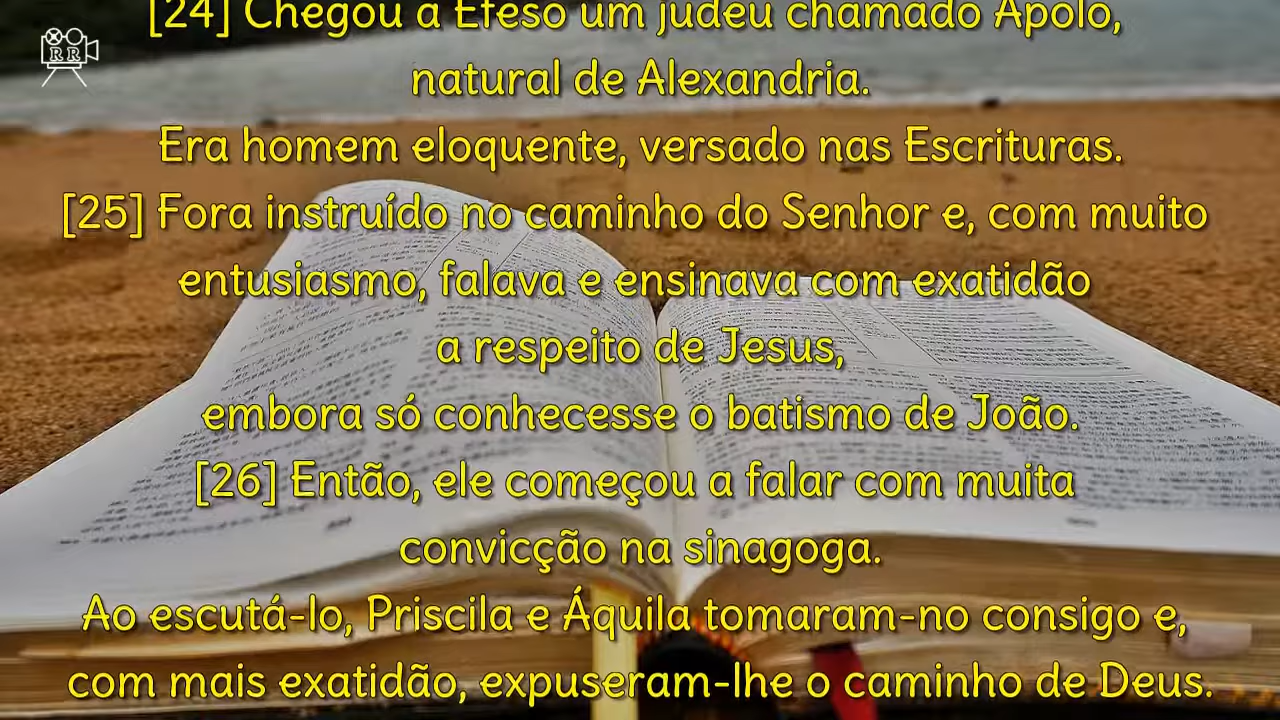 [24] Chegou a Éfeso um judeu chamado Apolo,
natural de Alexandria.
R R
Era homem eloquente, versado nas Escrituras.
[25] Fora instruído no caminho do Senhor e, com muito
entusiasmo, falava e ensinava com exatidão
a respeito de Jesus,
embora só conhecesse o batismo de João.
[26] Então, ele começou a falar com muita
convicção na sinagoga.
Ao escutá-lo, Priscila e Áquila tomaram-no consigo e,
com mais exatidão, expuseram-lhe o caminho de Deus.